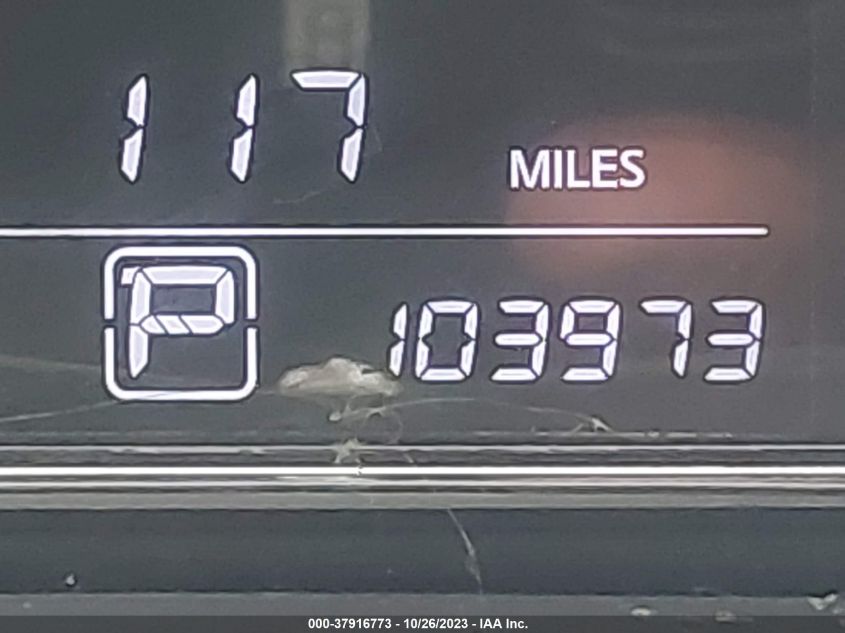 117 MILES
P 103973
000-37916773 - 10/26/2023 - IAA Inc.